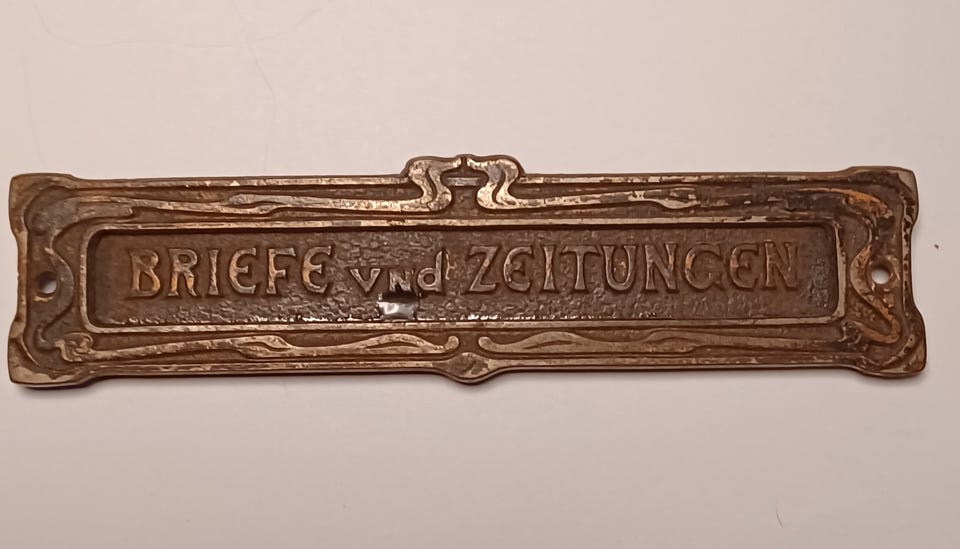 BRIEFE vnd ZEITUNGEN